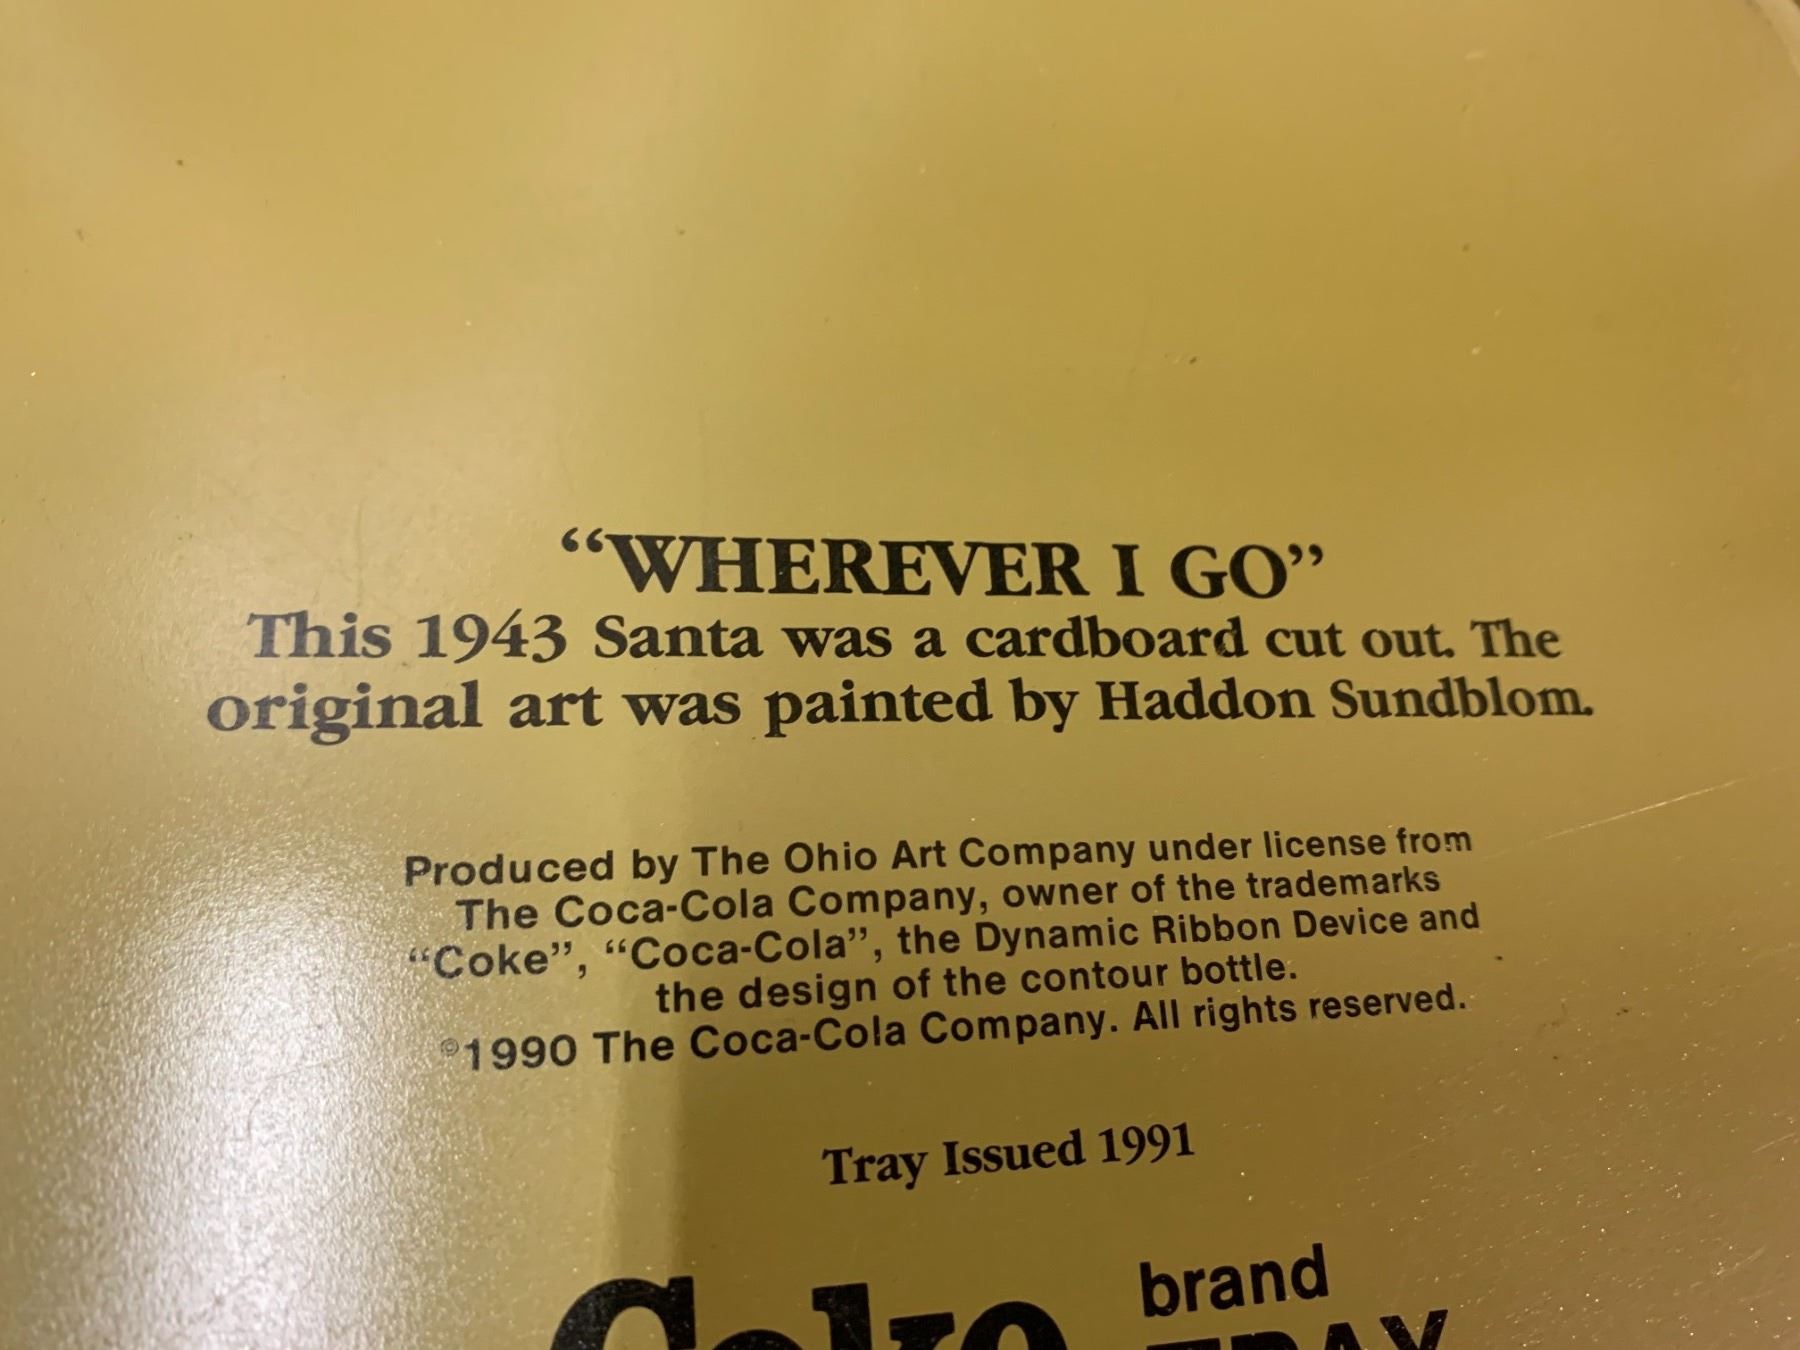 “WHEREVER I GO”
This 1943 Santa was a cardboard cut out. The
original art was painted by Haddon Sundblom.
Produced by The Ohio Art Company under license from
The Coca-Cola Company, owner of the trademarks
“Coke”, “Coca-Cola”, the Dynamic Ribbon Device and
the design of the contour bottle.
©1990 The Coca-Cola Company. All rights reserved.
Tray Issued 1991
Coke brand
TRAY